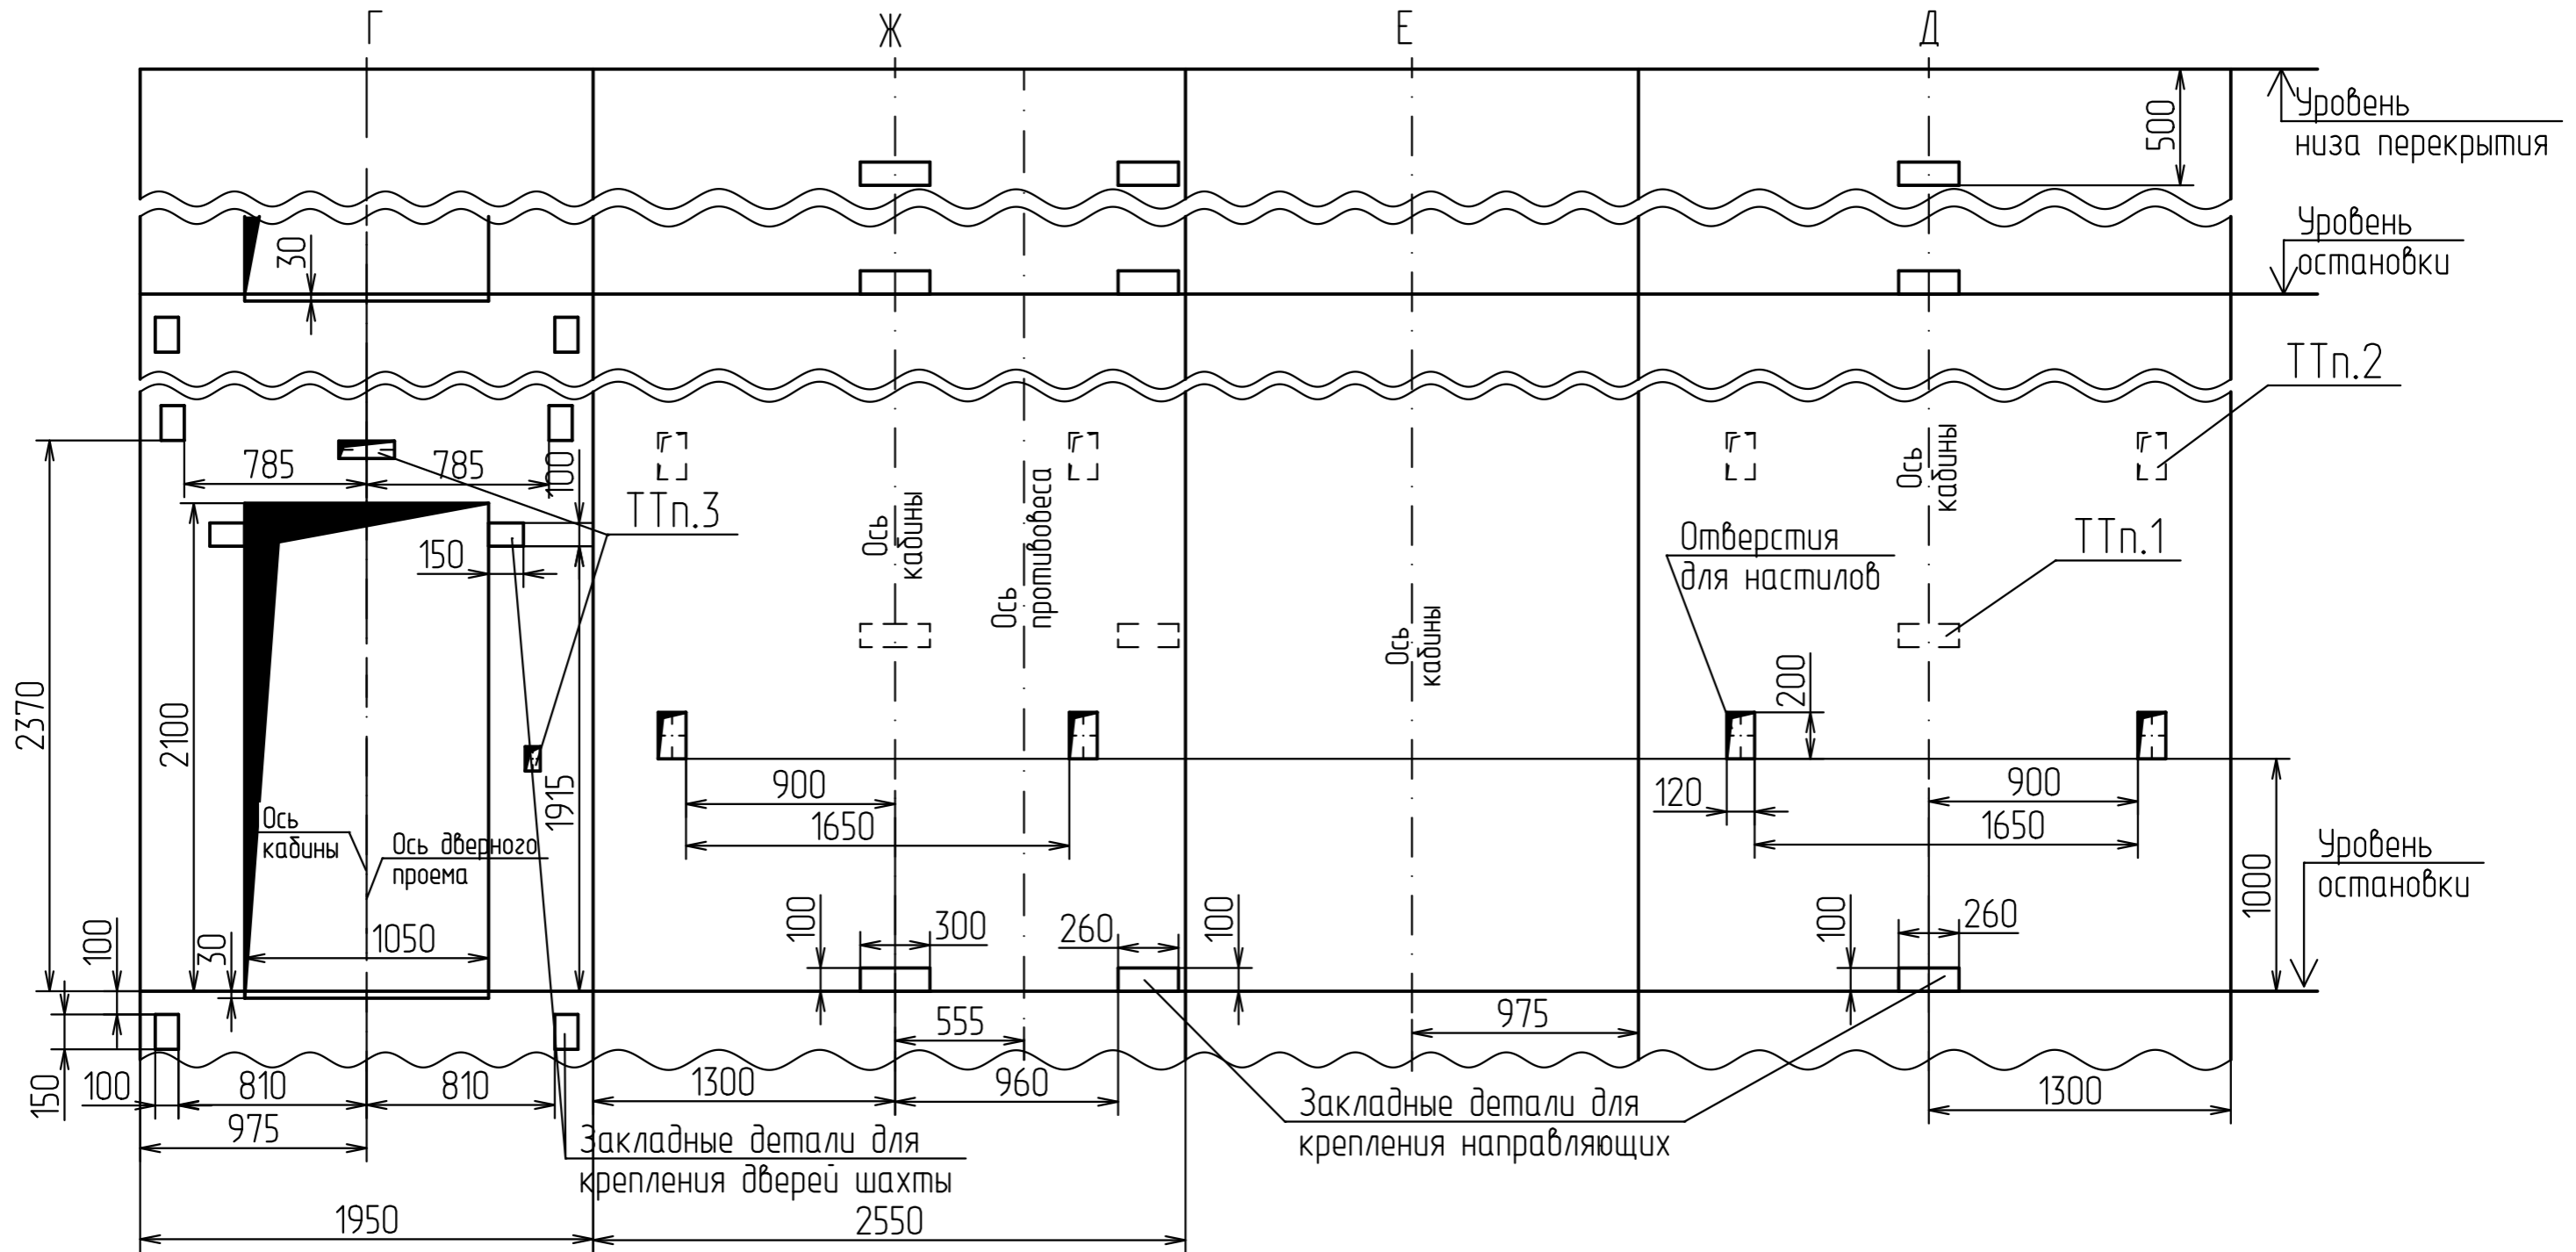 Г
Ж
Е
Д
500
Уровень
низа перекрытия
30
Уровень
остановки
ТТп.2
785
785
100
ТТп.3
150
Ось
кабины
Ось
противовеса
Ось
кабины
Ось
кабины
Отверстия
для настилов
ТТп.1
200
2370
2100
1915
900
1650
120
900
1650
1000
Ось
кабины
Ось дверного
проема
Уровень
остановки
100
30
1050
100
300
260
100
100
260
555
975
150
100
810
810
1300
960
1300
975
Закладные детали для
крепления дверей шахты
Закладные детали для
крепления направляющих
1950
2550